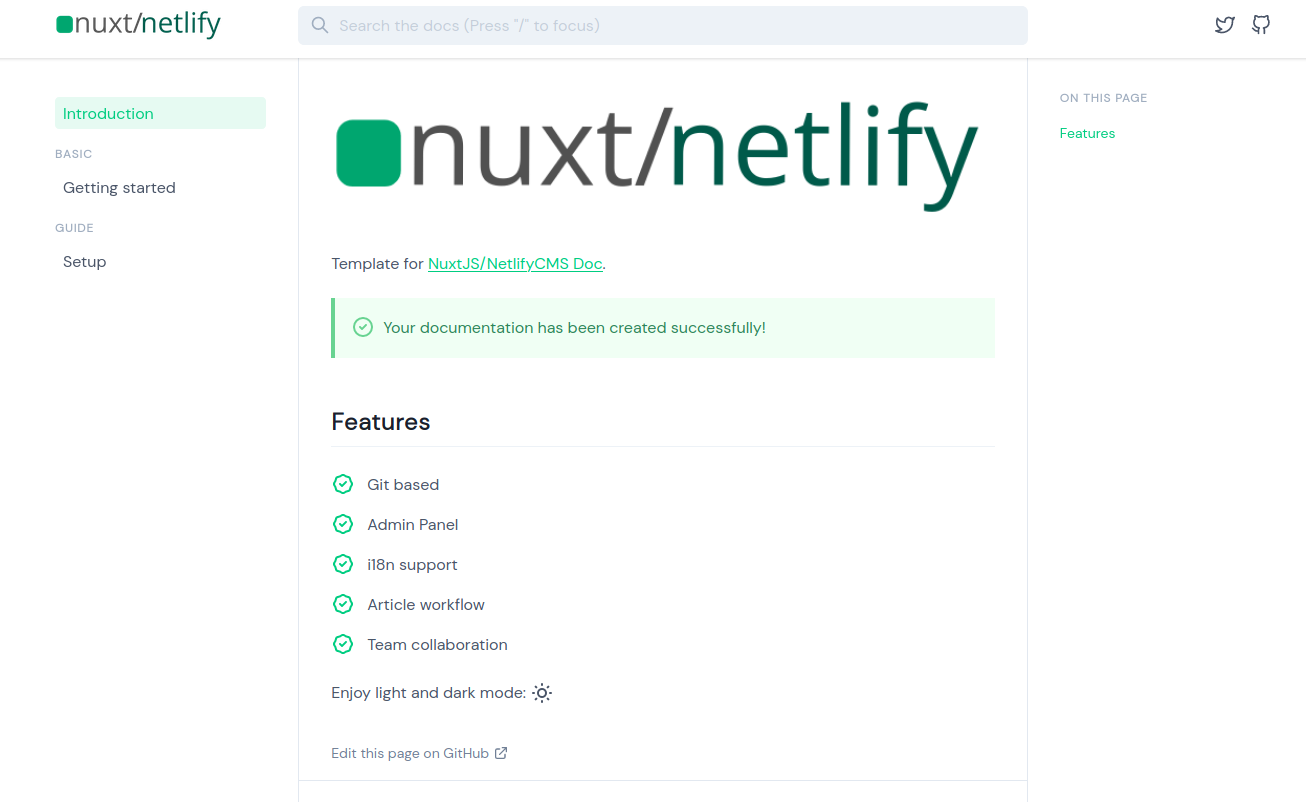 nuxt/netlify
Search the docs (Press "/" to focus)
Introduction
BASIC
Getting started
GUIDE
Setup
nuxt/netlify
Template for NuxtJS/NetlifyCMS Doc.
Your documentation has been created successfully!
Features
Git based
Admin Panel
i18n support
Article workflow
Team collaboration
Enjoy light and dark mode:
Edit this page on GitHub
ON THIS PAGE
Features